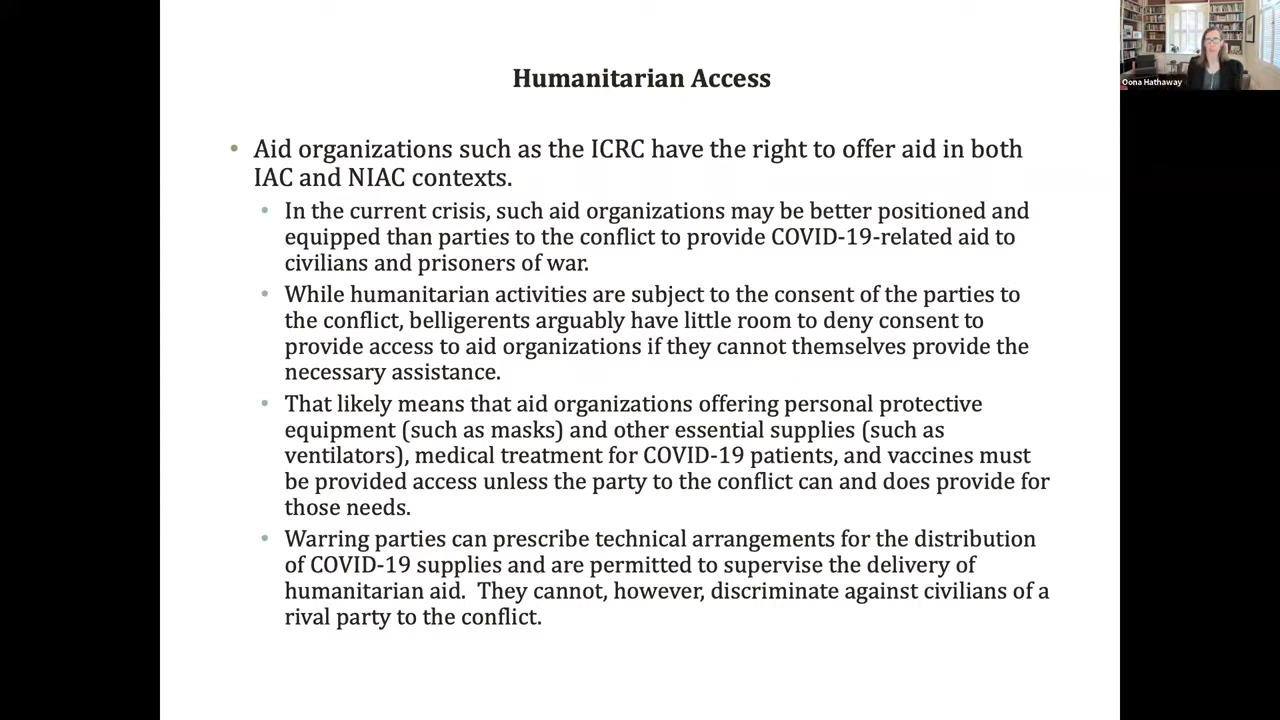 Humanitarian Access
Oona Hathaway
• Aid organizations such as the ICRC have the right to offer aid in both
IAC and NIAC contexts.
• In the current crisis, such aid organizations may be better positioned and
equipped than parties to the conflict to provide COVID-19-related aid to
civilians and prisoners of war.
• While humanitarian activities are subject to the consent of the parties to
the conflict, belligerents arguably have little room to deny consent to
provide access to aid organizations if they cannot themselves provide the
necessary assistance.
• That likely means that aid organizations offering personal protective
equipment (such as masks) and other essential supplies (such as
ventilators), medical treatment for COVID-19 patients, and vaccines must
be provided access unless the party to the conflict can and does provide for
those needs.
• Warring parties can prescribe technical arrangements for the distribution
of COVID-19 supplies and are permitted to supervise the delivery of
humanitarian aid.  They cannot, however, discriminate against civilians of a
rival party to the conflict.